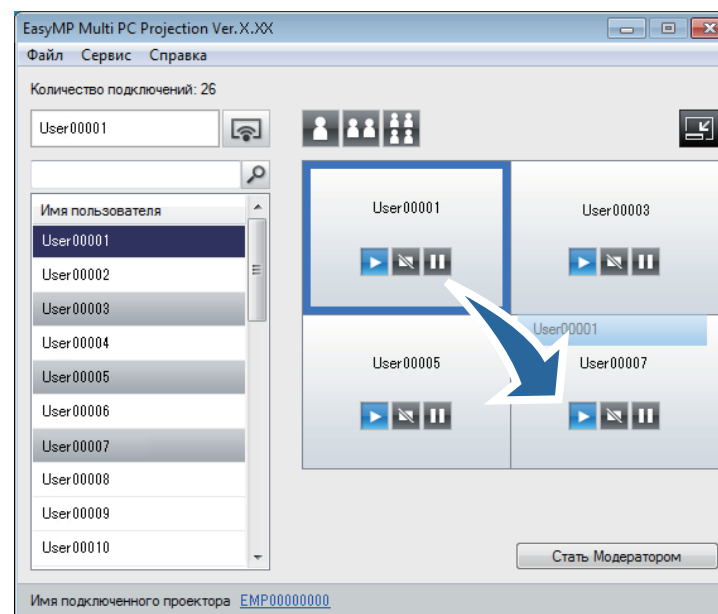 EasyMP Multi PC Projection Ver.X.XX
Файл Сервис Справка
Количество подключений: 26
User00001
Имя пользователя
User00001
User00002
User00003
User00004
User00005
User00006
User00007
User00008
User00009
User00010
User00001
User00003
User00001
User00005
User00007
Стать Модератором
Имя подключенного проектора EMP00000000